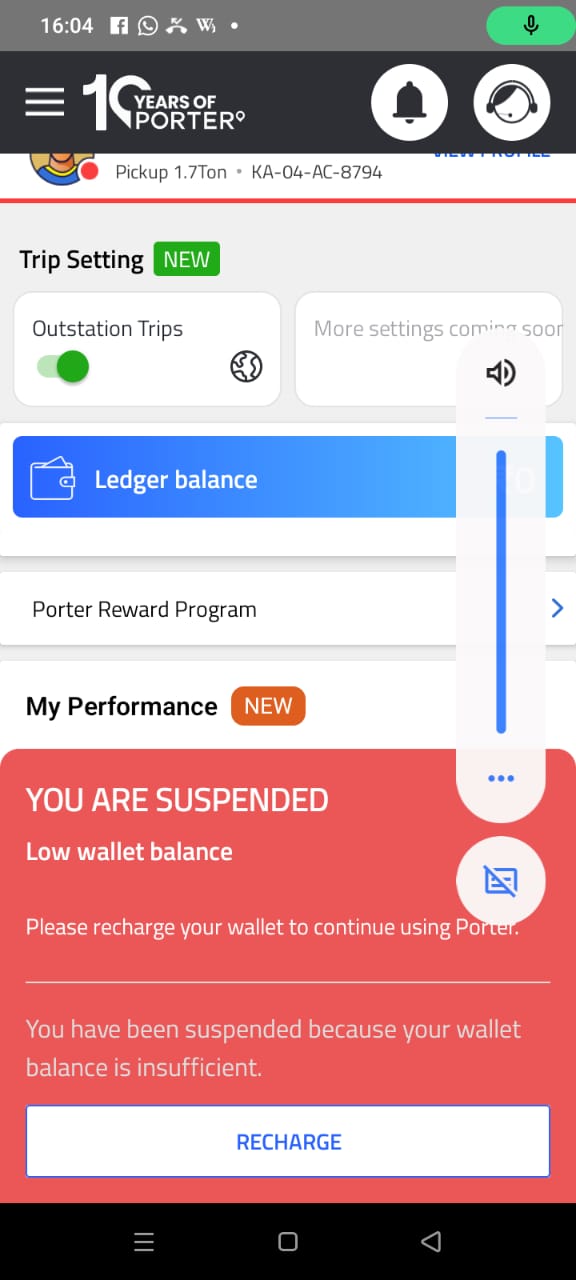 16:04
10 YEARS OF
PORTER
VIEW PROFILE
Pickup 1.7Ton • KA-04-AC-8794
Trip Setting NEW
Outstation Trips
More settings coming soon
Ledger balance
Porter Reward Program
My Performance NEW
YOU ARE SUSPENDED
Low wallet balance
Please recharge your wallet to continue using Porter.
You have been suspended because your wallet
balance is insufficient.
RECHARGE